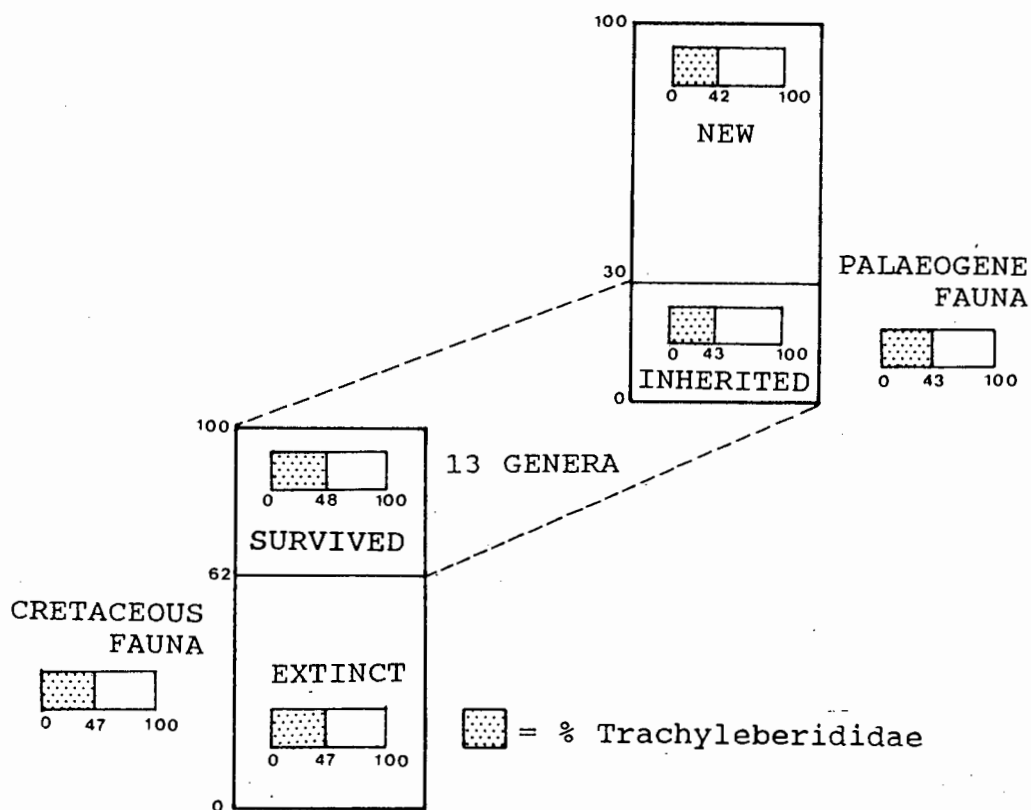 100
0 42 100
NEW
30
PALAEOGENE
FAUNA
0 43 100
0 43 100
INHERITED
0
100
13 GENERA
0 48 100
SURVIVED
62
CRETACEOUS
FAUNA
0 47 100
EXTINCT
0 47 100
= % Trachyleberididae
0